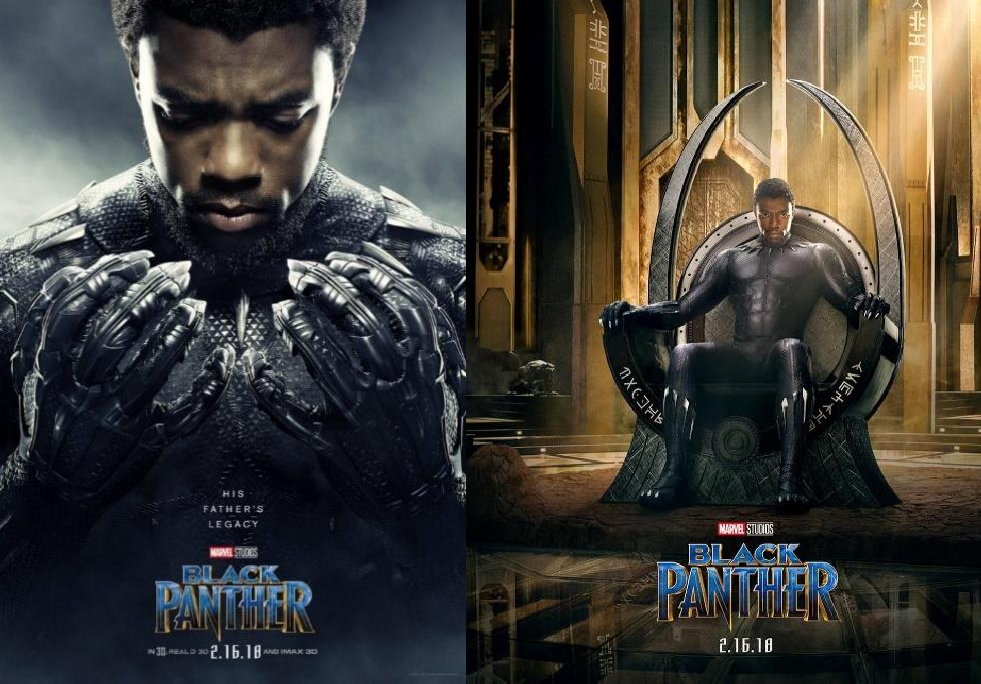 HIS
FATHER'S
LEGACY
MARVEL STUDIOS
BLACK
PANTHER
IN 3D, REAL D 3D 2.16.18 AND IMAX 3D
MARVEL STUDIOS
BLACK
PANTHER
2.16.18